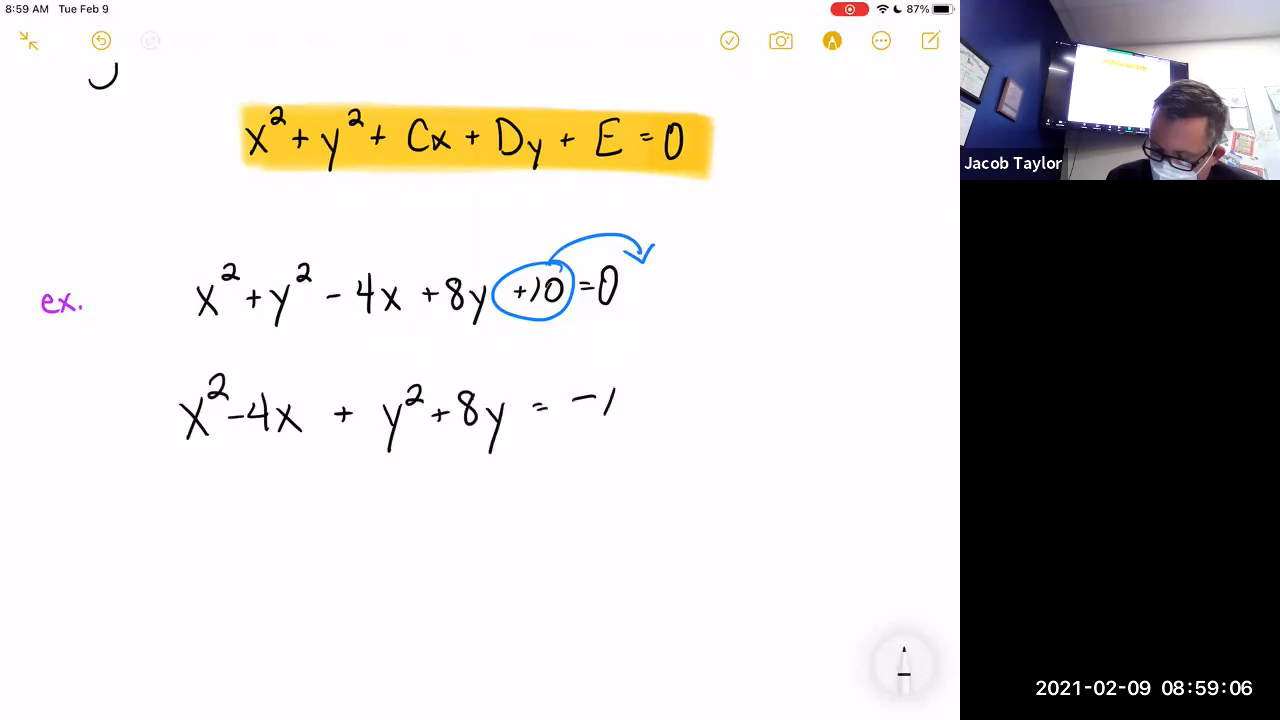 8:59 AM Tue Feb 9
87%
x² + y² + Cx + Dy + E = 0
Jacob Taylor
ex. x² + y² - 4x + 8y +10 = 0
x² - 4x + y² + 8y = -1
2021-02-09 08:59:06